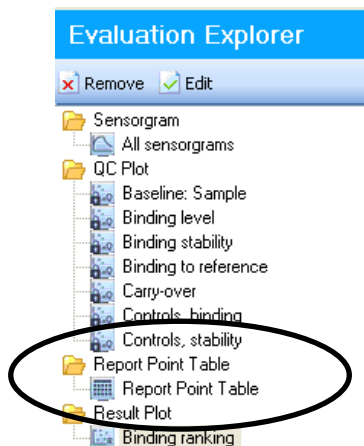 Evaluation Explorer
Remove Edit
Sensorgram
All sensorgrams
QC Plot
Baseline: Sample
Binding level
Binding stability
Binding to reference
Carry-over
Controls, binding
Controls, stability
Report Point Table
Report Point Table
Result Plot
Binding ranking